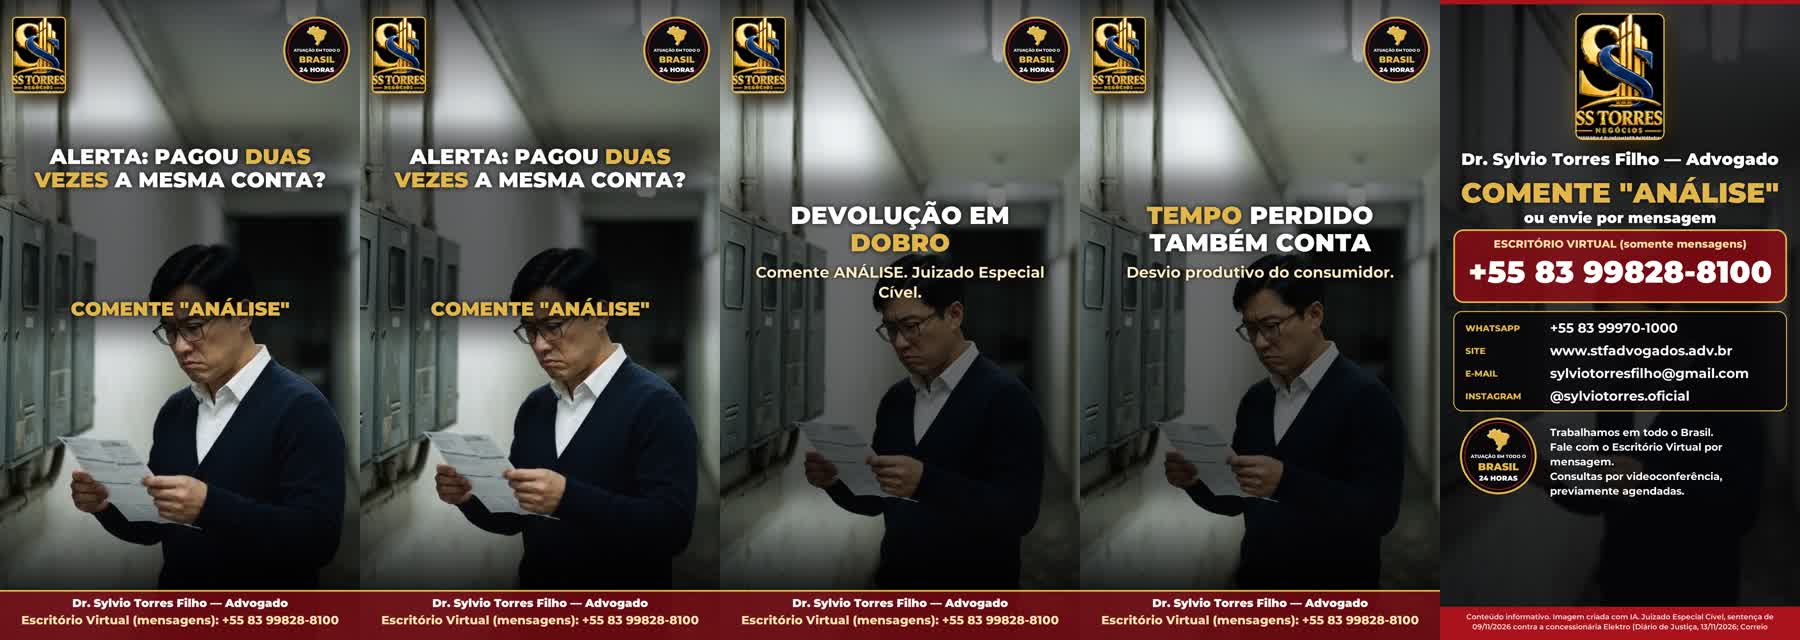 SS TORRES
NEGÓCIOS
ATUAÇÃO EM TODO O
BRASIL
24 HORAS
ALERTA: PAGOU DUAS
VEZES A MESMA CONTA?
COMENTE "ANÁLISE"
Dr. Sylvio Torres Filho — Advogado
Escritório Virtual (mensagens): +55 83 99828-8100
SS TORRES
NEGÓCIOS
ATUAÇÃO EM TODO O
BRASIL
24 HORAS
ALERTA: PAGOU DUAS
VEZES A MESMA CONTA?
COMENTE "ANÁLISE"
Dr. Sylvio Torres Filho — Advogado
Escritório Virtual (mensagens): +55 83 99828-8100
SS TORRES
NEGÓCIOS
ATUAÇÃO EM TODO O
BRASIL
24 HORAS
DEVOLUÇÃO EM
DOBRO
Comente ANÁLISE. Juizado Especial
Cível.
Dr. Sylvio Torres Filho — Advogado
Escritório Virtual (mensagens): +55 83 99828-8100
SS TORRES
NEGÓCIOS
ATUAÇÃO EM TODO O
BRASIL
24 HORAS
TEMPO PERDIDO
TAMBÉM CONTA
Desvio produtivo do consumidor.
Dr. Sylvio Torres Filho — Advogado
Escritório Virtual (mensagens): +55 83 99828-8100
SS TORRES
NEGÓCIOS
Dr. Sylvio Torres Filho — Advogado
COMENTE "ANÁLISE"
ou envie por mensagem
ESCRITÓRIO VIRTUAL (somente mensagens)
+55 83 99828-8100
WHATSAPP +55 83 99970-1000
SITE www.stfadvogados.adv.br
E-MAIL sylviotorresfilho@gmail.com
INSTAGRAM @sylviotorres.oficial
ATUAÇÃO EM TODO O
BRASIL
24 HORAS
Trabalhamos em todo o Brasil.
Fale com o Escritório Virtual por
mensagem.
Consultas por videoconferência,
previamente agendadas.
Conteúdo informativo. Imagem criada com IA. Juizado Especial Cível, sentença de
09/11/2026 contra a concessionária Elektro (Diário de Justiça, 13/11/2026; Correio